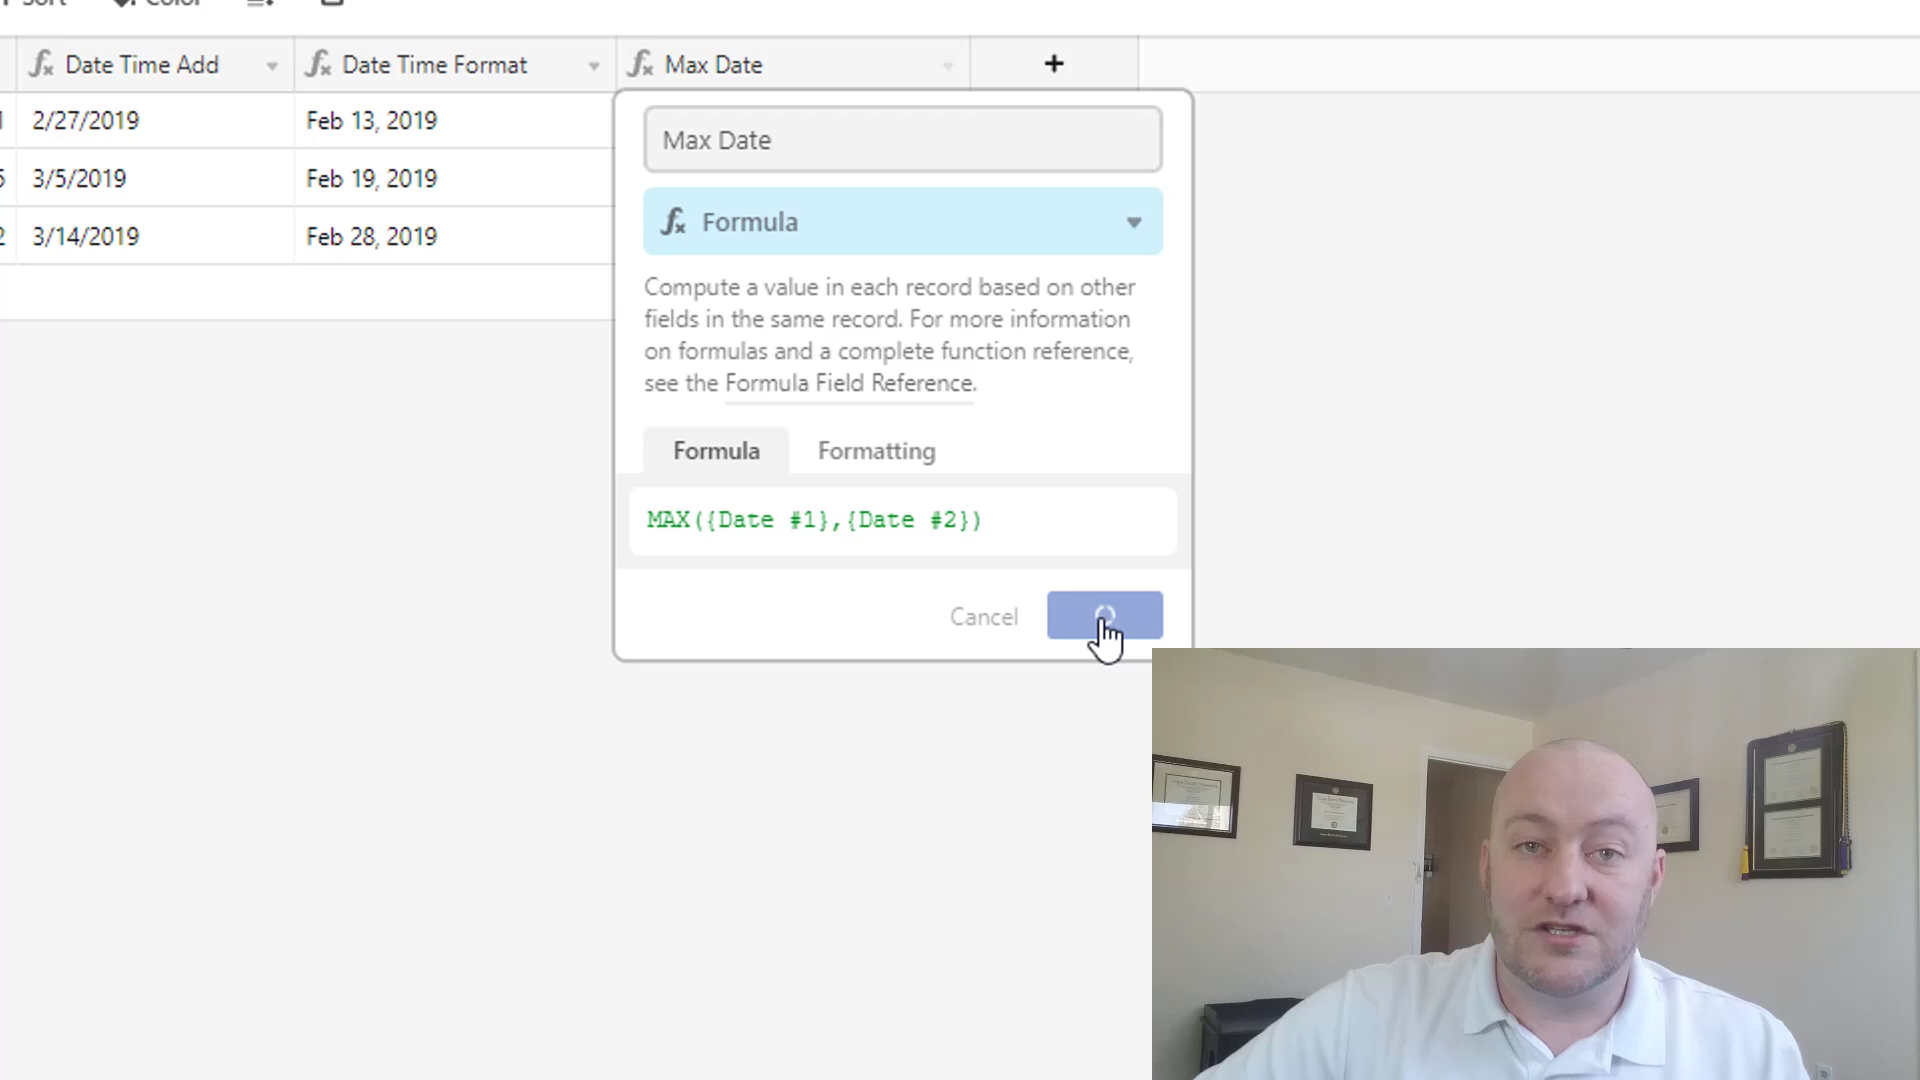 Sort Color
Date Time Add Date Time Format Max Date +
2/27/2019 Feb 13, 2019
3/5/2019 Feb 19, 2019
3/14/2019 Feb 28, 2019
Max Date
Formula
Compute a value in each record based on other
fields in the same record. For more information
on formulas and a complete function reference,
see the Formula Field Reference.
Formula Formatting
MAX({Date #1},{Date #2})
Cancel